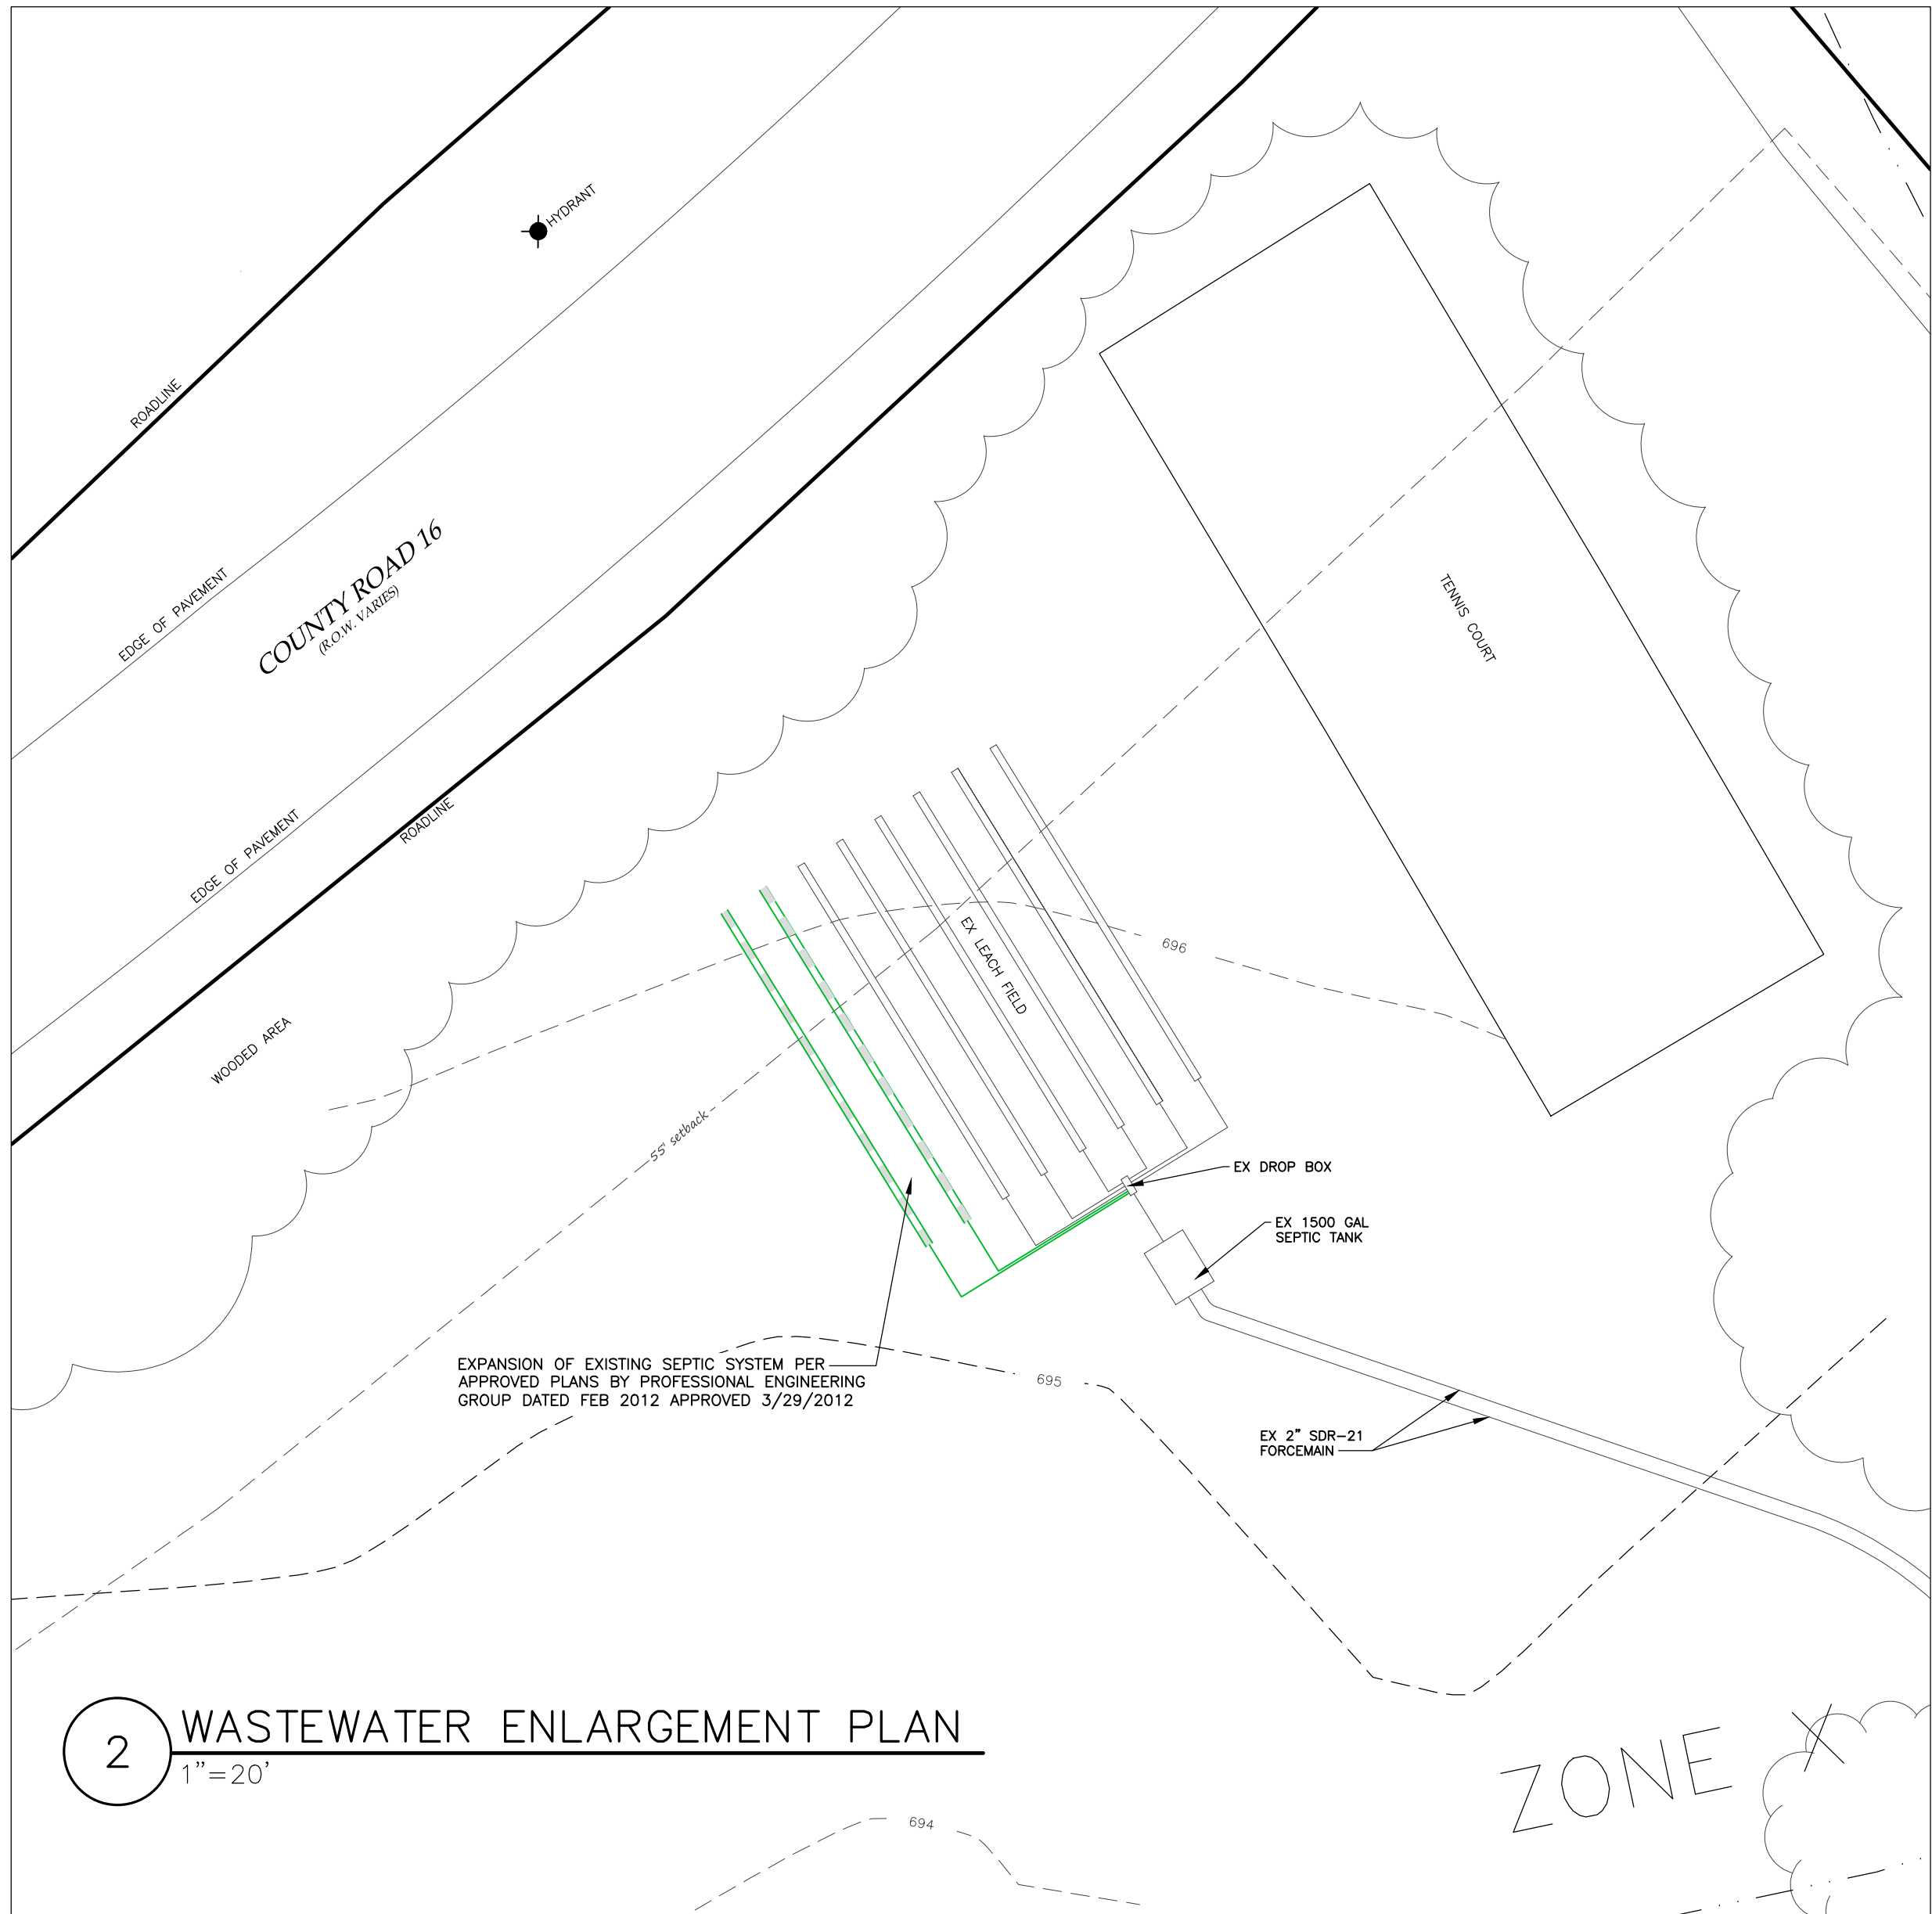 HYDRANT
ROADLINE
EDGE OF PAVEMENT
COUNTY ROAD 16
(R.O.W. VARIES)
TENNIS COURT
EDGE OF PAVEMENT
ROADLINE
EX LEACH FIELD
696
WOODED AREA
55' setback
EX DROP BOX
EX 1500 GAL
SEPTIC TANK
EXPANSION OF EXISTING SEPTIC SYSTEM PER
APPROVED PLANS BY PROFESSIONAL ENGINEERING
GROUP DATED FEB 2012 APPROVED 3/29/2012
695
EX 2" SDR-21
FORCEMAIN
2
WASTEWATER ENLARGEMENT PLAN
1"=20'
ZONE X
694